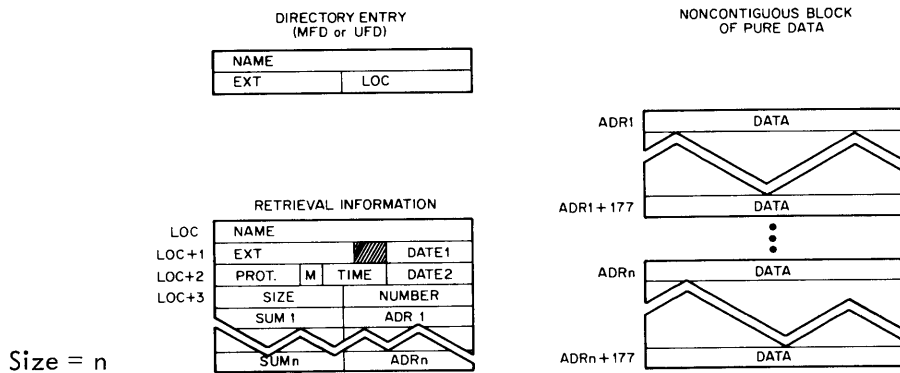 DIRECTORY ENTRY
(MFD or UFD)
NAME
EXT LOC
RETRIEVAL INFORMATION
LOC NAME
LOC+1 EXT DATE1
LOC+2 PROT. M TIME DATE2
LOC+3 SIZE NUMBER
SUM 1 ADR 1
SUMn ADRn
Size = n
NONCONTIGUOUS BLOCK
OF PURE DATA
ADR1 DATA
ADR1+177 DATA
ADRn DATA
ADRn+177 DATA